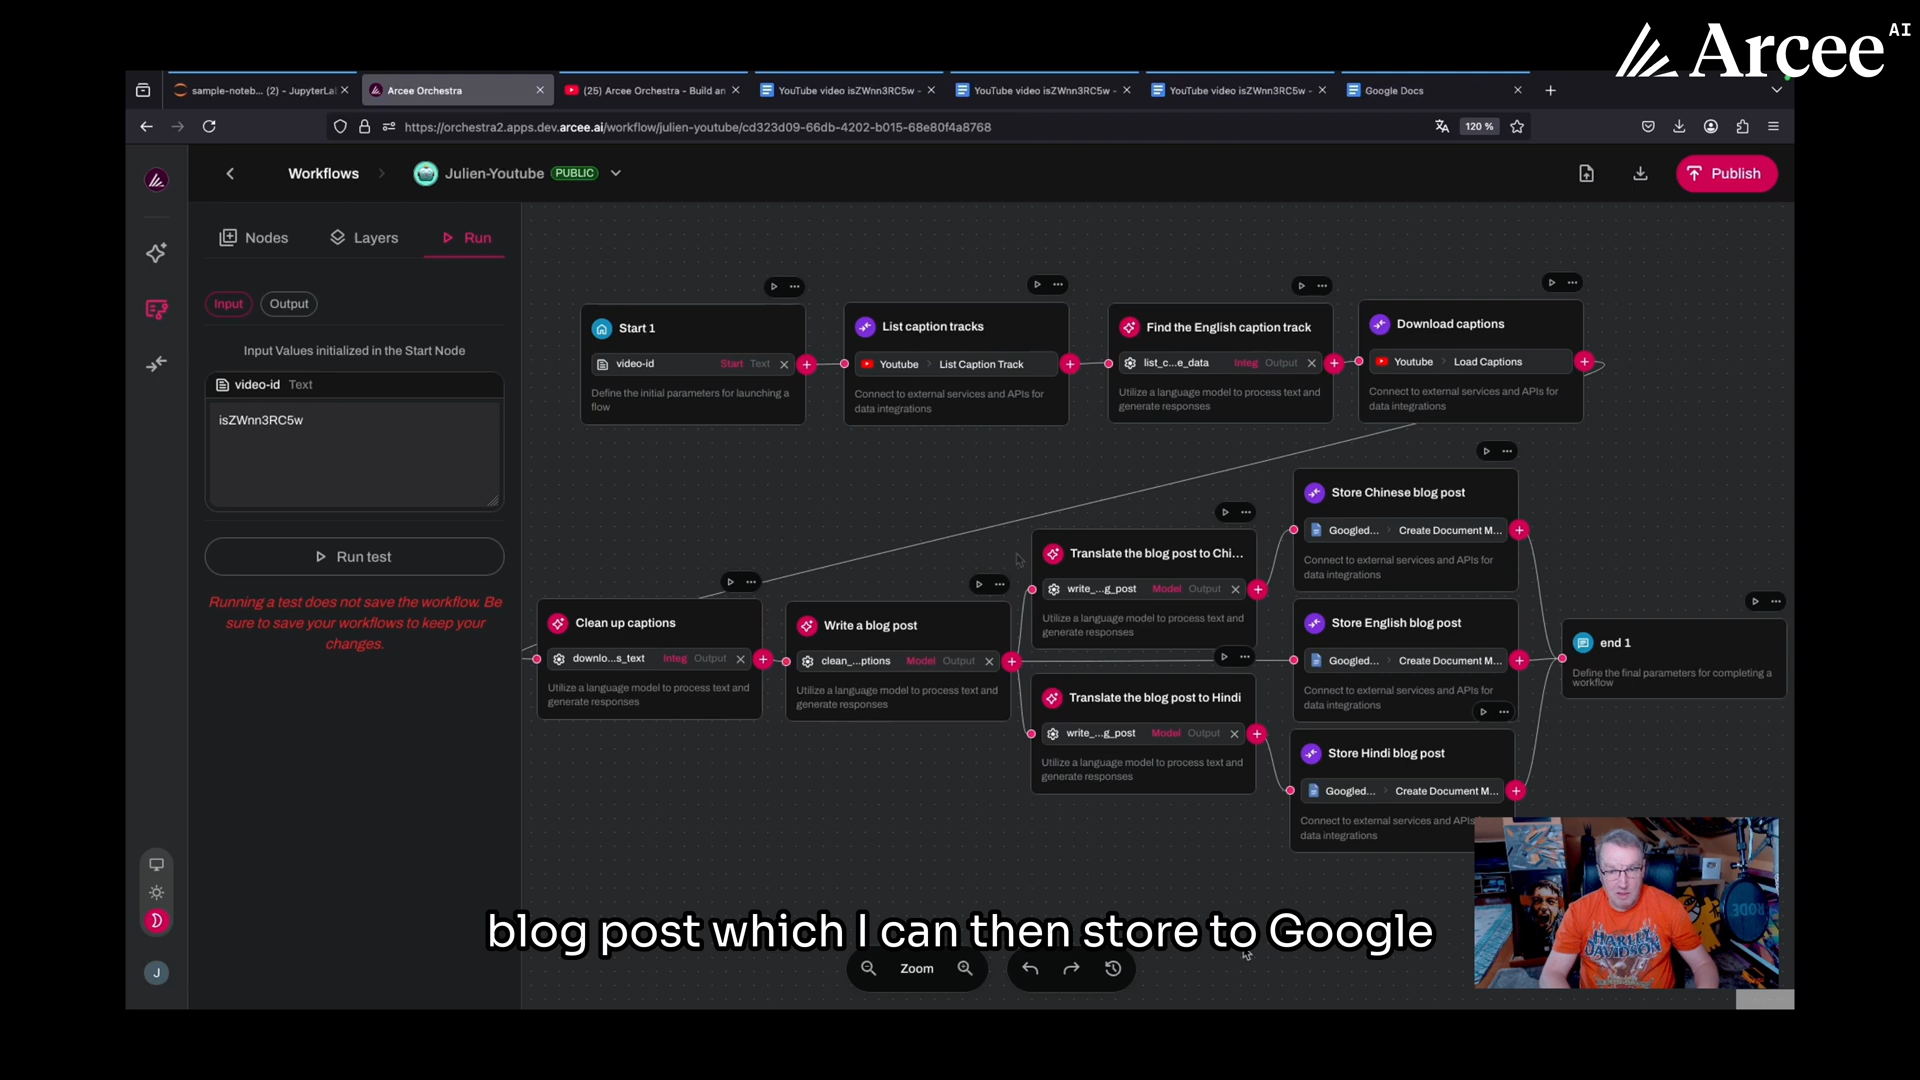 Arcee AI
sample-noteb... (2) - JupyterLa
Arcee Orchestra
(25) Arcee Orchestra - Build an
YouTube video isZWnn3RC5w -
YouTube video isZWnn3RC5w -
YouTube video isZWnn3RC5w -
Google Docs
https://orchestra2.apps.dev.arcee.ai/workflow/julien-youtube/cd323d09-66db-4202-b015-68e80f4a8768
120 %
Workflows
Julien-Youtube
PUBLIC
Publish
Nodes
Layers
Run
Input
Output
Input Values initialized in the Start Node
video-id Text
isZWnn3RC5w
Run test
Running a test does not save the workflow. Be
sure to save your workflows to keep your
changes.
Start 1
video-id Start Text
Define the initial parameters for launching a
flow
List caption tracks
Youtube List Caption Track
Connect to external services and APIs for
data integrations
Find the English caption track
list_c...e_data Integ Output
Utilize a language model to process text and
generate responses
Download captions
Youtube Load Captions
Connect to external services and APIs for
data integrations
Clean up captions
downlo...s_text Integ Output
Utilize a language model to process text and
generate responses
Write a blog post
clean_...ptions Model Output
Utilize a language model to process text and
generate responses
Translate the blog post to Chi...
write_...g_post Model Output
Utilize a language model to process text and
generate responses
Translate the blog post to Hindi
write_...g_post Model Output
Utilize a language model to process text and
generate responses
Store Chinese blog post
Googled... Create Document M...
Connect to external services and APIs for
data integrations
Store English blog post
Googled... Create Document M...
Connect to external services and APIs for
data integrations
Store Hindi blog post
Googled... Create Document M...
Connect to external services and APIs for
data integrations
end 1
Define the final parameters for completing a
workflow
J
blog post which I can then store to Google
Zoom
RODE
HARLEY-
DAVIDSON